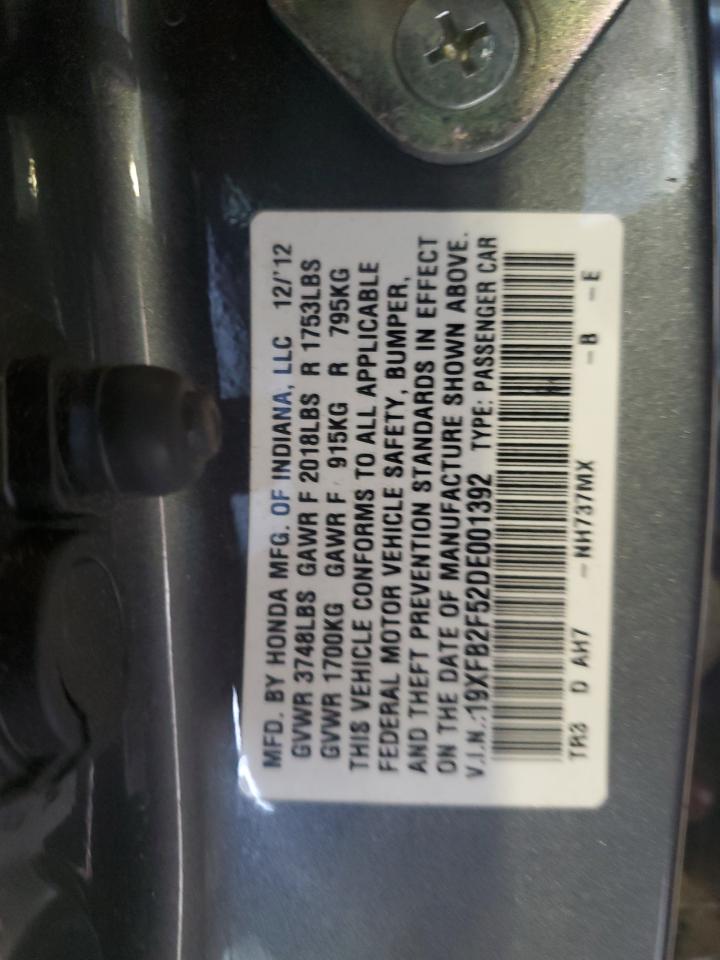 MFD. BY HONDA MFG. OF INDIANA, LLC 12/'12
GVWR 3748LBS GAWR F 2018LBS R 1753LBS
GVWR 1700KG GAWR F 915KG R 795KG
THIS VEHICLE CONFORMS TO ALL APPLICABLE
FEDERAL MOTOR VEHICLE SAFETY, BUMPER,
AND THEFT PREVENTION STANDARDS IN EFFECT
ON THE DATE OF MANUFACTURE SHOWN ABOVE.
V.I.N.:19XFB2F52DE001392 TYPE: PASSENGER CAR
TR3 D AH7 -NH737MX -B -E